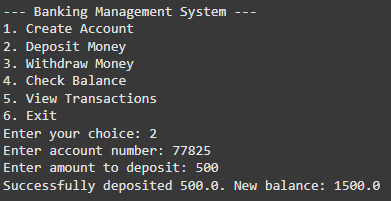 --- Banking Management System ---
1. Create Account
2. Deposit Money
3. Withdraw Money
4. Check Balance
5. View Transactions
6. Exit
Enter your choice: 2
Enter account number: 77825
Enter amount to deposit: 500
Successfully deposited 500.0. New balance: 1500.0